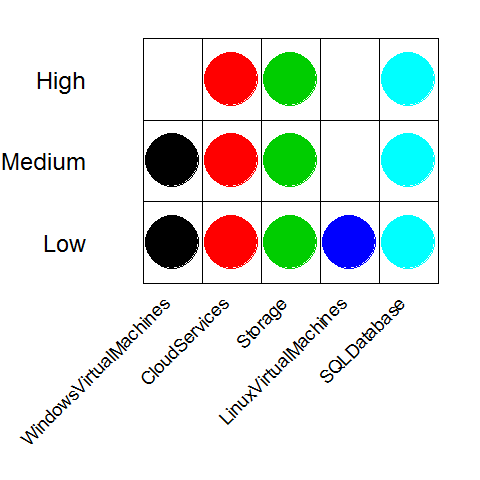 High
Medium
Low
WindowsVirtualMachines
CloudServices
Storage
LinuxVirtualMachines
SQLDatabase